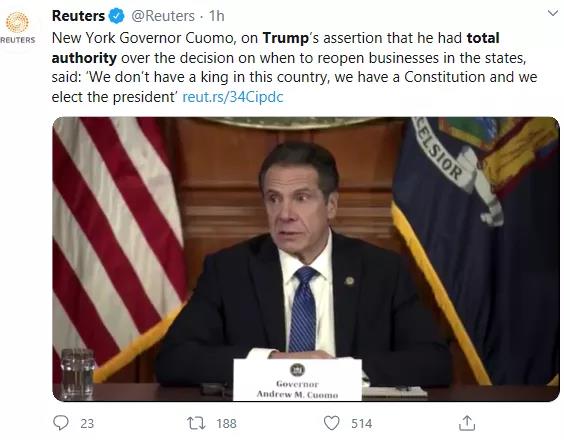 Reuters @Reuters · 1h
REUTERS
New York Governor Cuomo, on Trump's assertion that he had total
authority over the decision on when to reopen businesses in the states,
said: 'We don't have a king in this country, we have a Constitution and we
elect the president' reut.rs/34Cipdc
EXCELSIOR
Governor
Andrew M. Cuomo
23 188 514